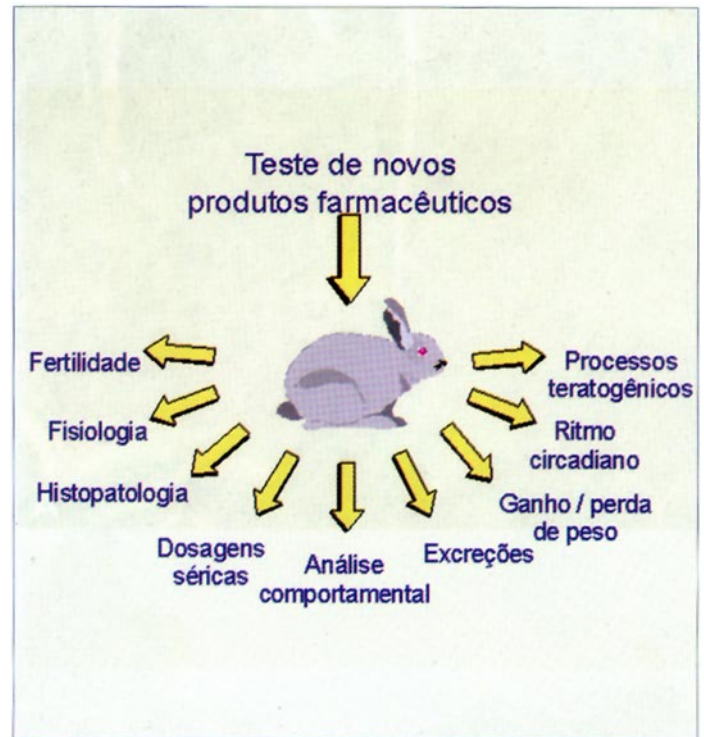 Teste de novos
produtos farmacêuticos
Fertilidade
Fisiologia
Histopatologia
Dosagens
séricas
Análise
comportamental
Excreções
Ganho / perda
de peso
Ritmo
circadiano
Processos
teratogênicos